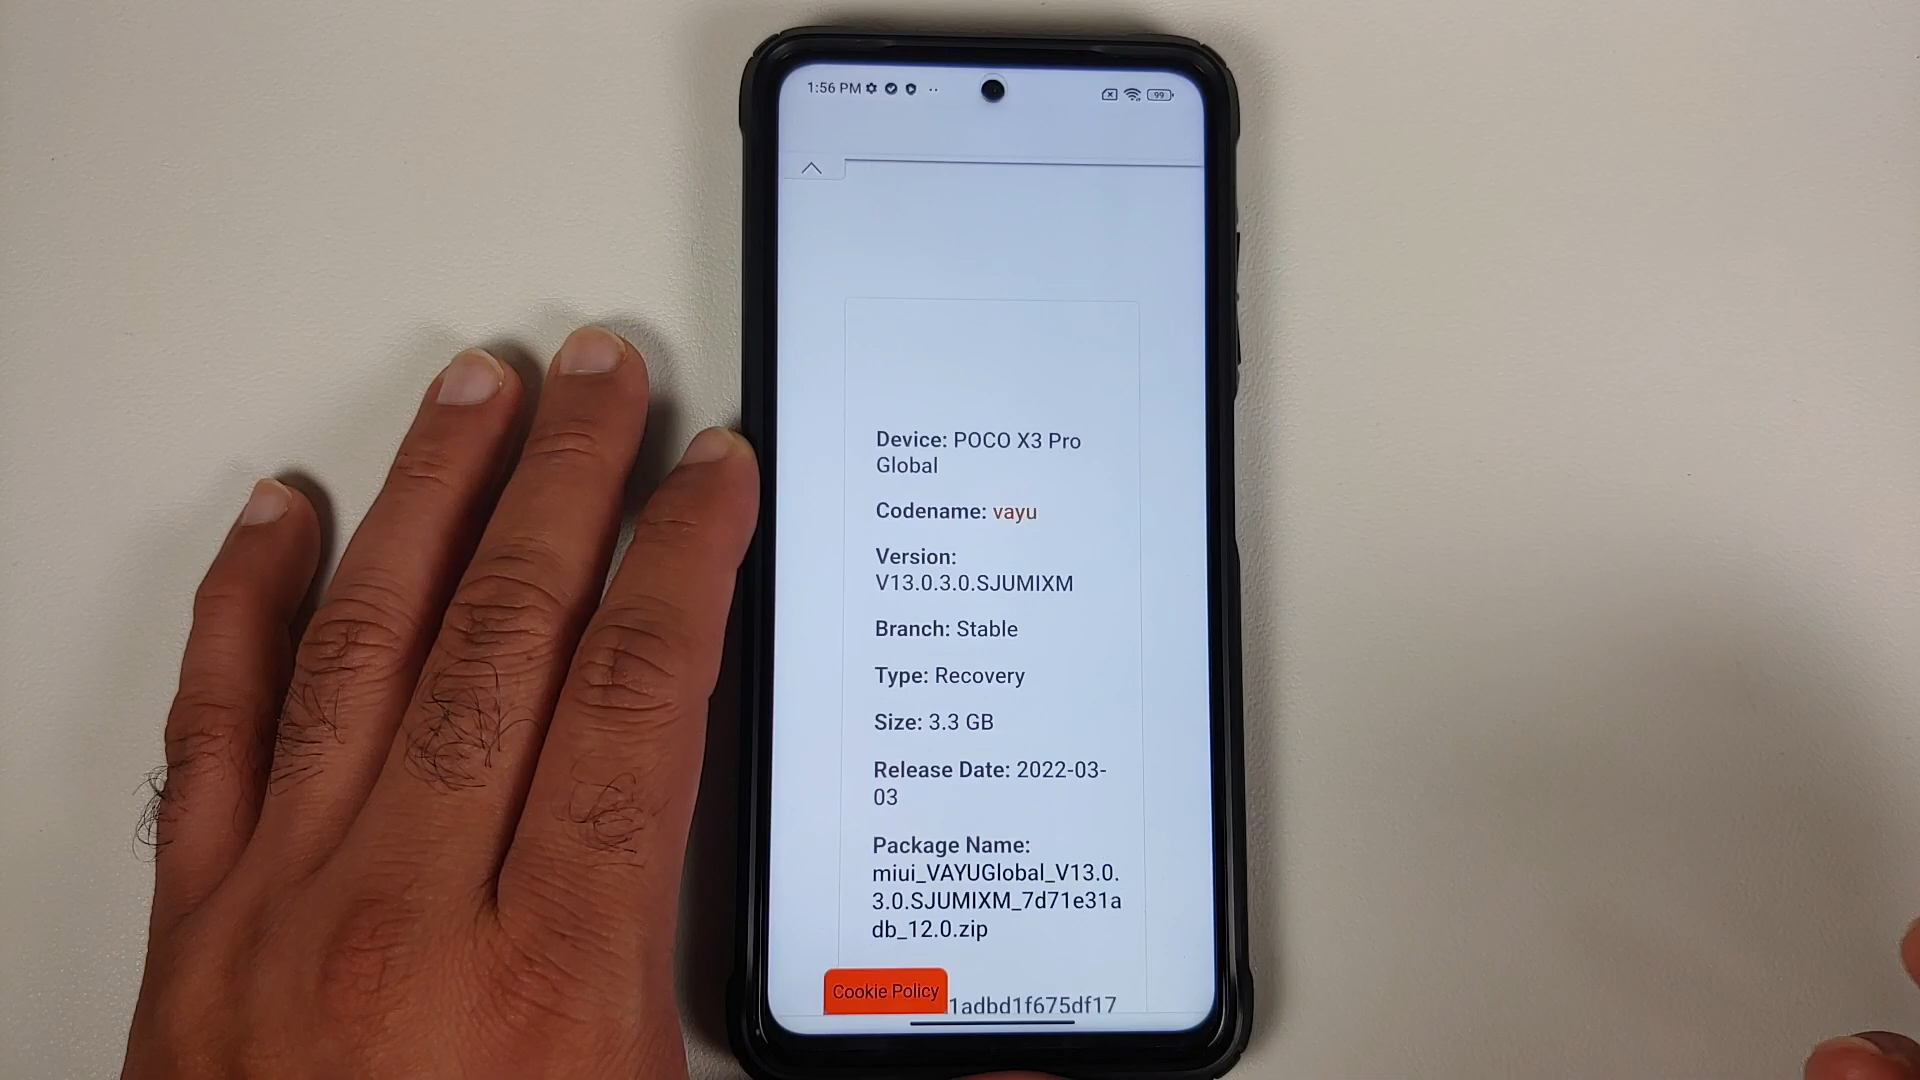 1:56 PM
99
Device: POCO X3 Pro
Global
Codename: vayu
Version:
V13.0.3.0.SJUMIXM
Branch: Stable
Type: Recovery
Size: 3.3 GB
Release Date: 2022-03-
03
Package Name:
miui_VAYUGlobal_V13.0.
3.0.SJUMIXM_7d71e31a
db_12.0.zip
Cookie Policy
1adbd1f675df17